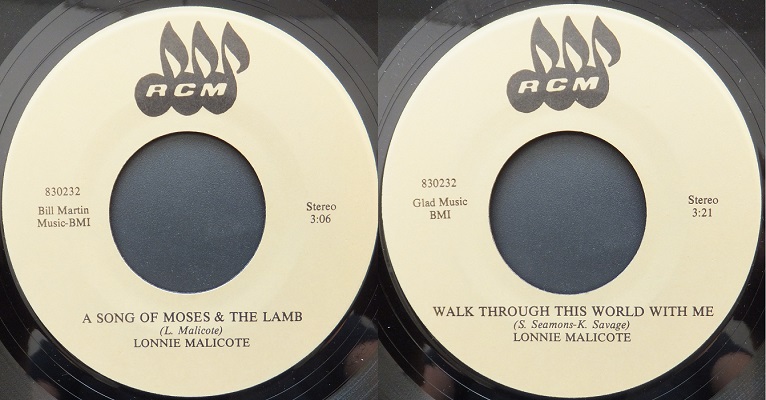 RCM
830232
Bill Martin
Music-BMI
Stereo
3:06
A SONG OF MOSES & THE LAMB
(L. Malicote)
LONNIE MALICOTE
RCM
830232
Glad Music
BMI
Stereo
3:21
WALK THROUGH THIS WORLD WITH ME
(S. Seamons-K. Savage)
LONNIE MALICOTE